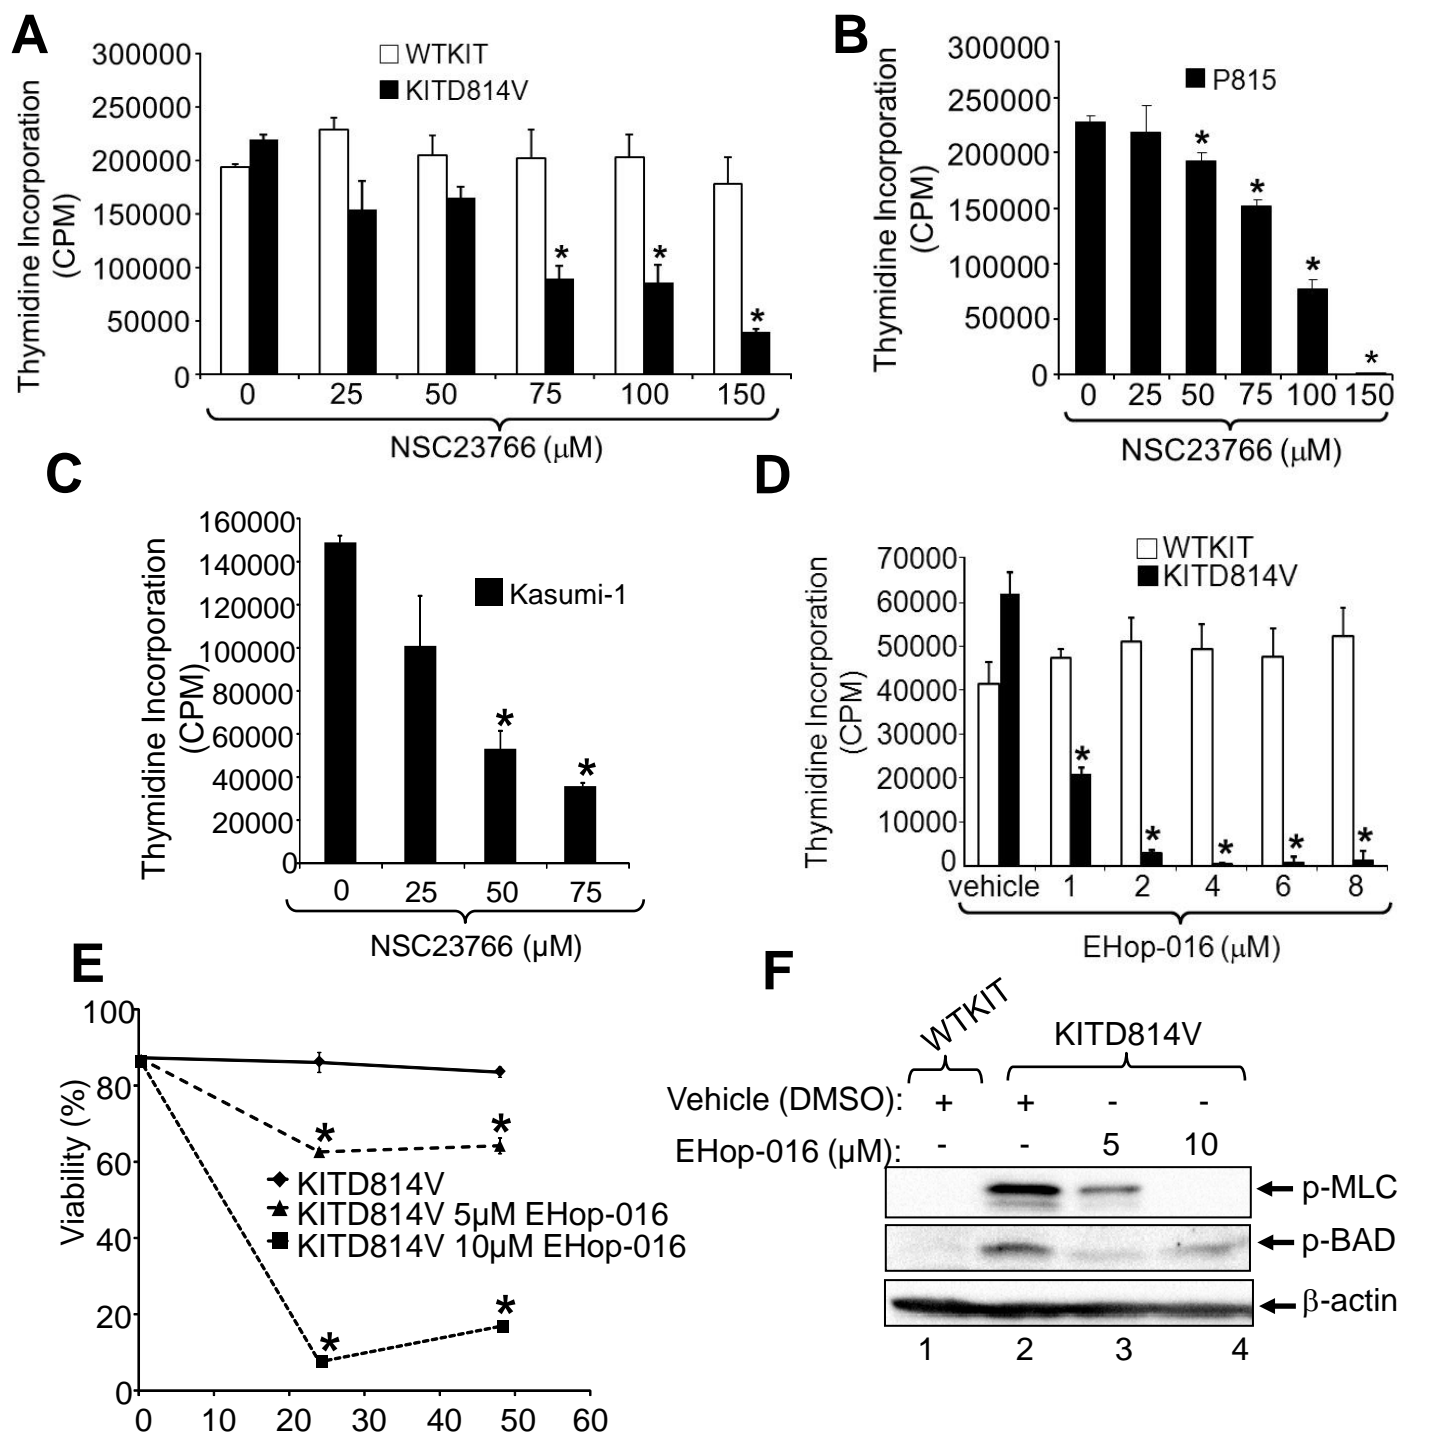 A
Thymidine Incorporation
(CPM)
300000
250000
200000
150000
100000
50000
0
WTKIT
KITD814V
* * *
0 25 50 75 100 150
NSC23766 (μM)
B
Thymidine Incorporation
(CPM)
300000
250000
200000
150000
100000
50000
0
P815
* * * *
0 25 50 75 100 150
NSC23766 (μM)
C
Thymidine Incorporation
(CPM)
160000
140000
120000
100000
80000
60000
40000
20000
0
Kasumi-1
* *
0 25 50 75
NSC23766 (μM)
D
Thymidine Incorporation
(CPM)
70000
60000
50000
40000
30000
20000
10000
0
WTKIT
KITD814V
* * * * *
vehicle 1 2 4 6 8
EHop-016 (μM)
E
Viability (%)
100
80
60
40
20
0
* *
* *
KITD814V
KITD814V 5μM EHop-016
KITD814V 10μM EHop-016
0 10 20 30 40 50 60
F
WTKIT
KITD814V
Vehicle (DMSO): + + - -
EHop-016 (μM): - - 5 10
p-MLC
p-BAD
β-actin
1 2 3 4